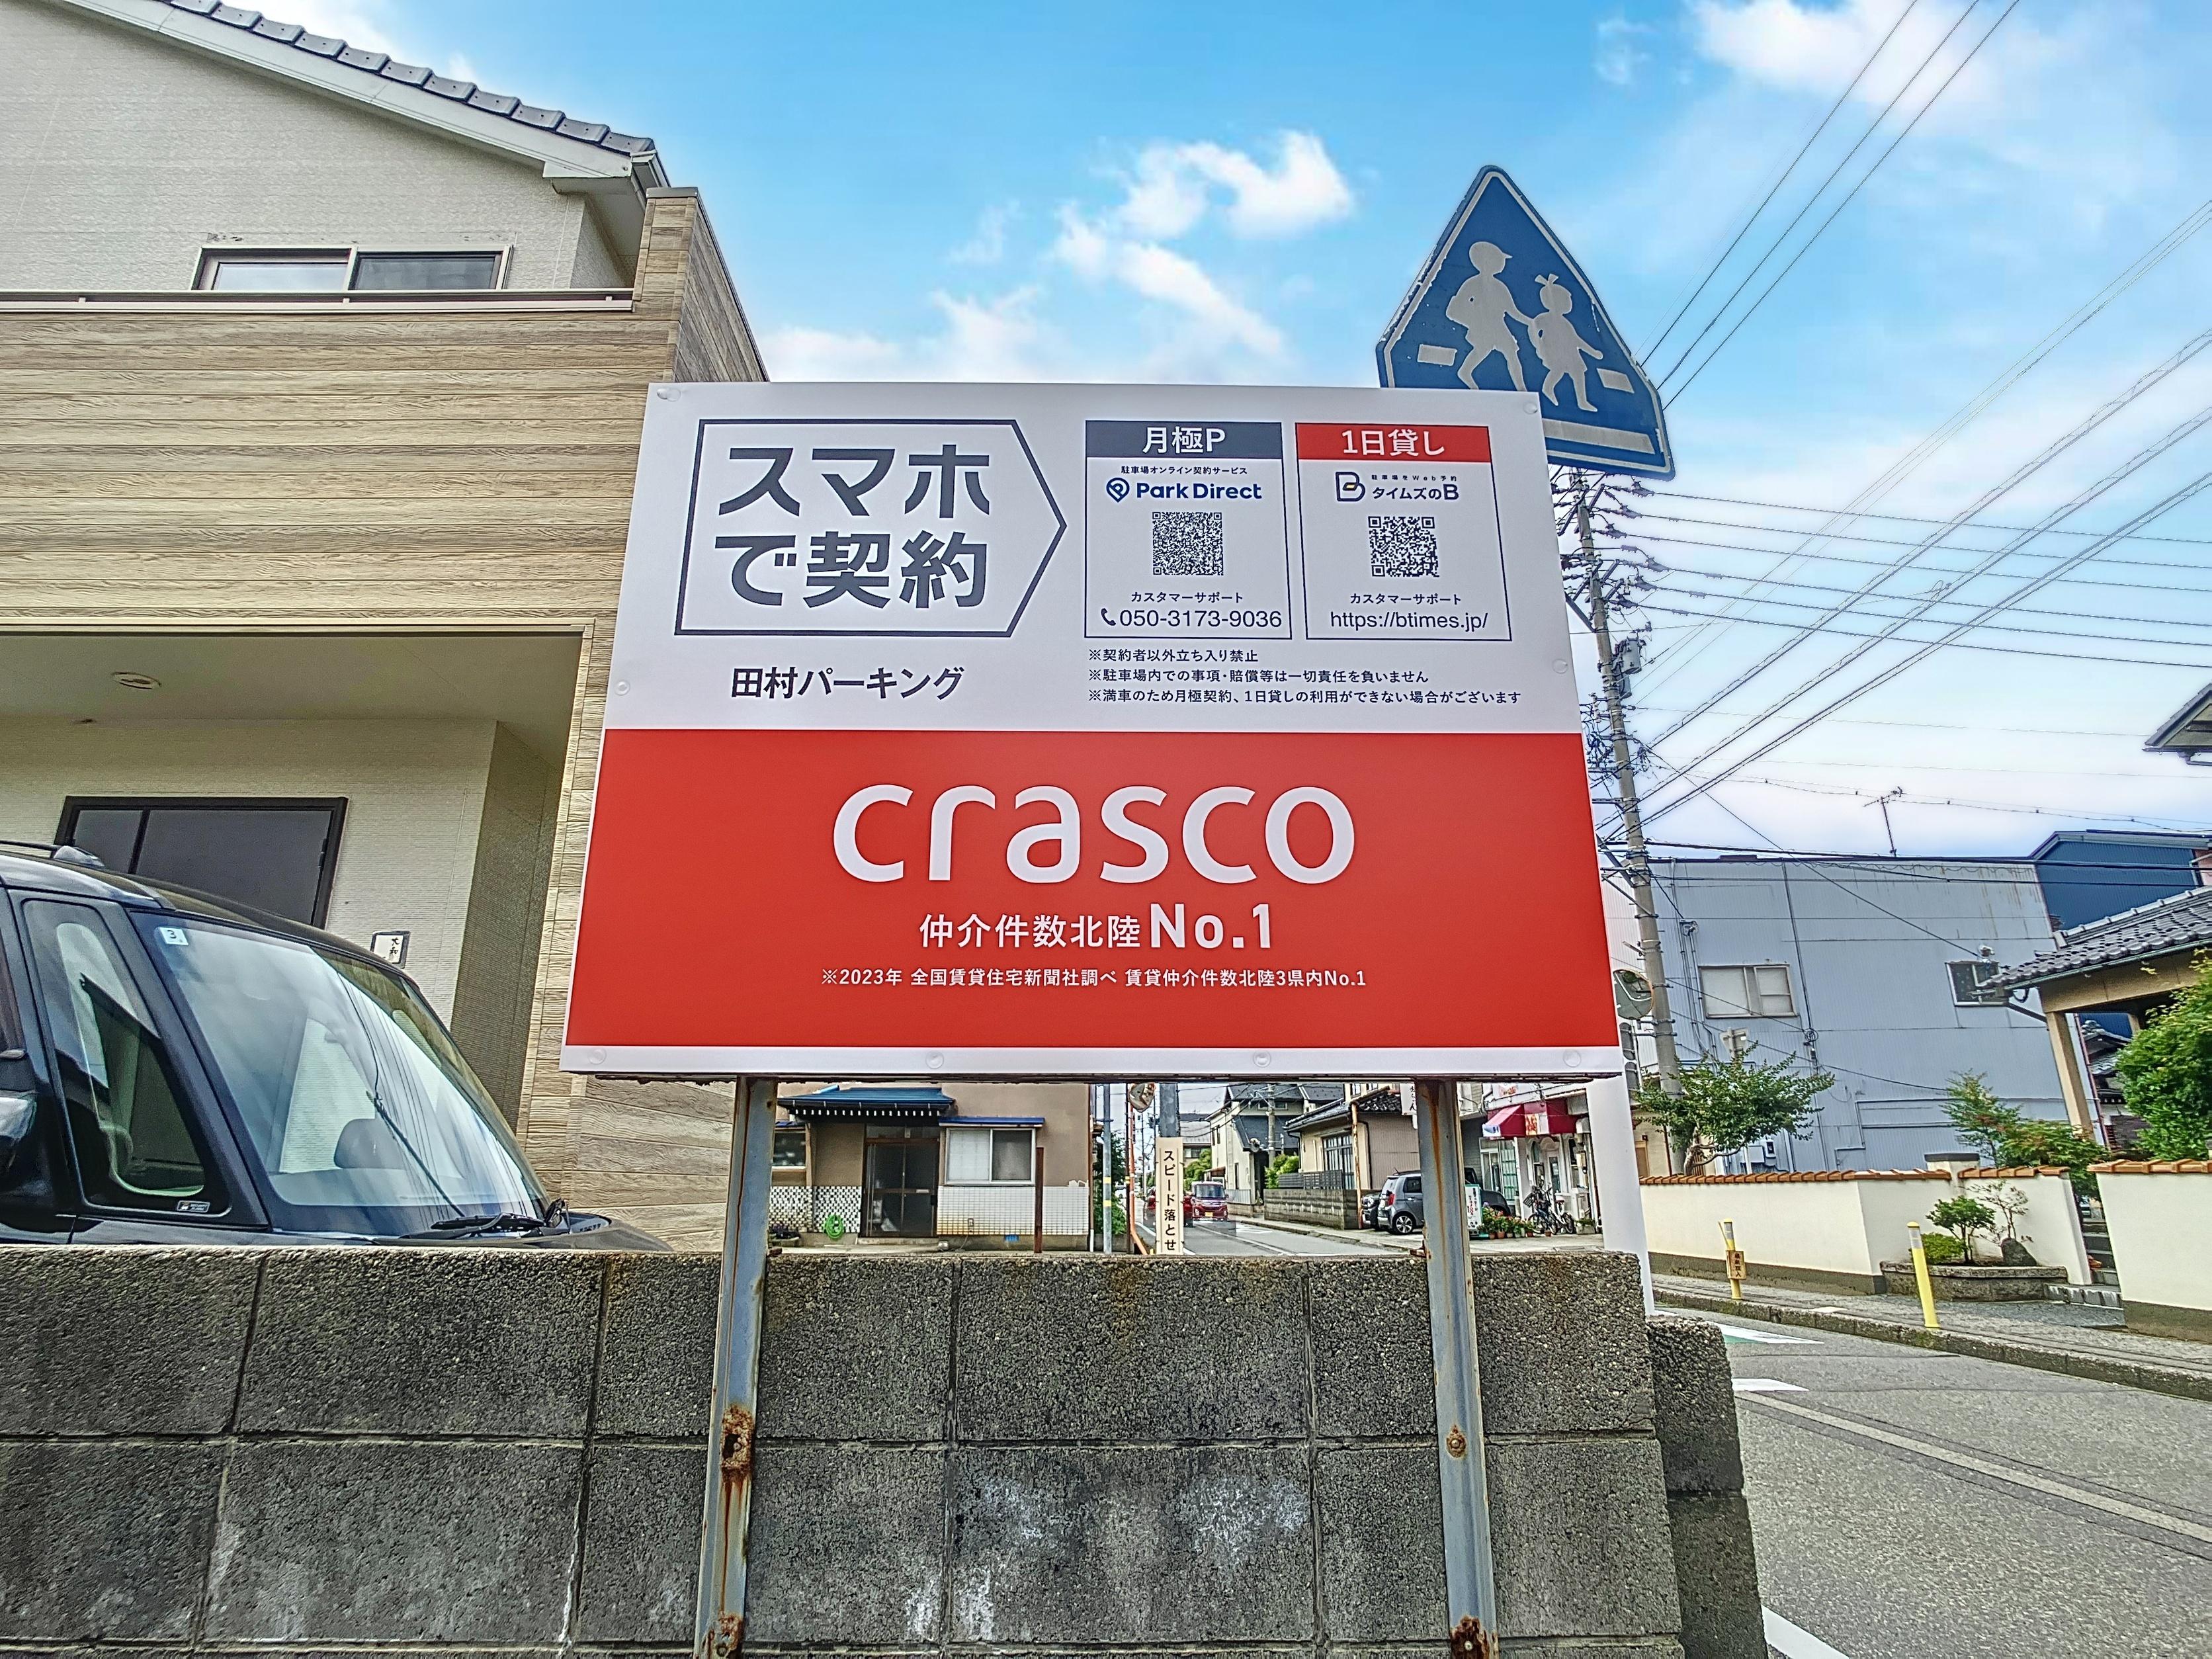 スマホ
で契約
田村パーキング
月極P
駐車場オンライン契約サービス
Park Direct
カスタマーサポート
050-3173-9036
1日貸し
駐車場をWeb予約
タイムズのB
カスタマーサポート
https://btimes.jp/
※契約者以外立ち入り禁止
※駐車場内での事項・賠償等は一切責任を負いません
※満車のため月極契約、1日貸しの利用ができない場合がございます
crasco
仲介件数北陸No.1
※2023年 全国賃貸住宅新聞社調べ 賃貸仲介件数北陸3県内No.1
スピード落とせ
3